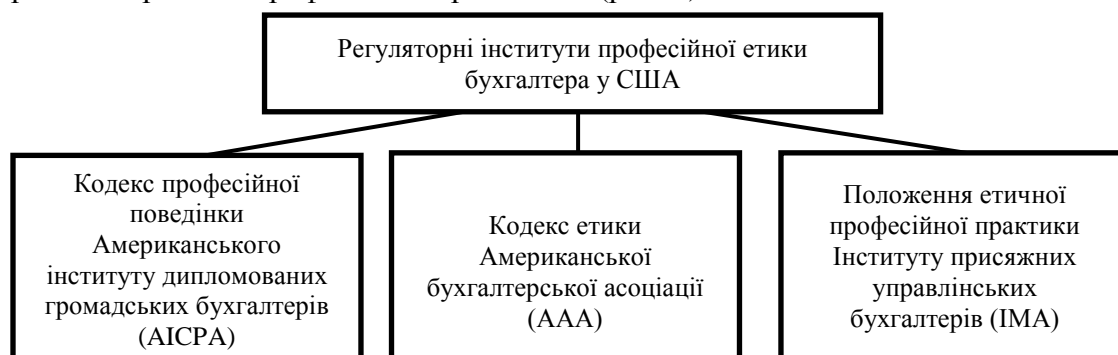 Регуляторні інститути професійної етики
бухгалтера у США
Кодекс професійної
поведінки
Американського
інституту дипломованих
громадських бухгалтерів
(AICPA)
Кодекс етики
Американської
бухгалтерської асоціації
(AAA)
Положення етичної
професійної практики
Інституту присяжних
управлінських
бухгалтерів (IMA)